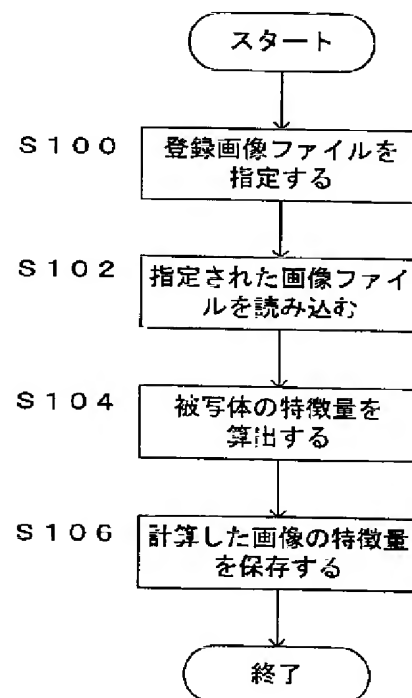 スタート
S100
登録画像ファイルを
指定する
S102
指定された画像ファイ
ルを読み込む
S104
被写体の特徴量を
算出する
S106
計算した画像の特徴量
を保存する
終了